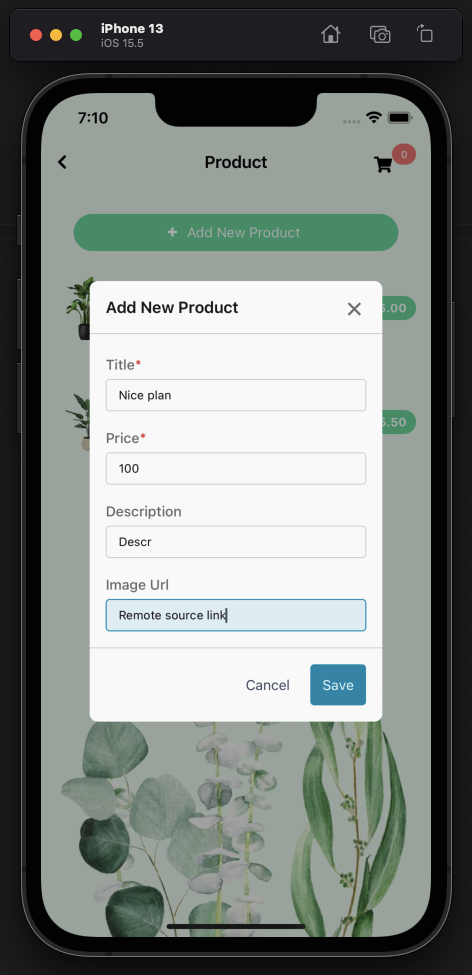 iPhone 13
iOS 15.5
7:10
Product
0
+ Add New Product
Add New Product
5.00
Title*
Nice plan
Price*
100
5.50
Description
Descr
Image Url
Remote source link
Cancel
Save